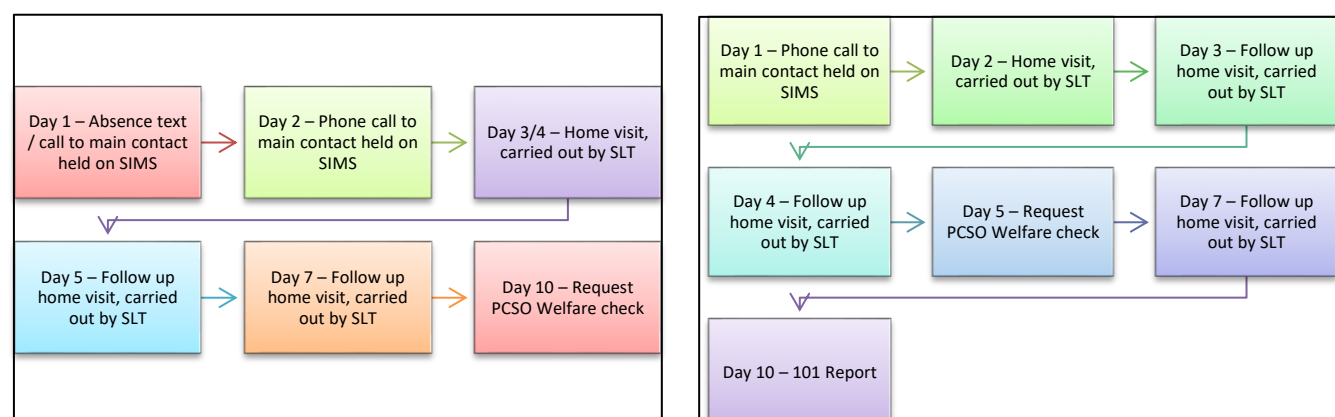 Day 1 – Absence text
/ call to main contact
held on SIMS
Day 2 – Phone call to
main contact held on
SIMS
Day 3/4 – Home visit,
carried out by SLT
Day 5 – Follow up
home visit, carried
out by SLT
Day 7 – Follow up
home visit, carried
out by SLT
Day 10 – Request
PCSO Welfare check
Day 1 – Phone call to
main contact held on
SIMS
Day 2 – Home visit,
carried out by SLT
Day 3 – Follow up
home visit, carried
out by SLT
Day 4 – Follow up
home visit, carried
out by SLT
Day 5 – Request
PCSO Welfare check
Day 7 – Follow up
home visit, carried
out by SLT
Day 10 – 101 Report